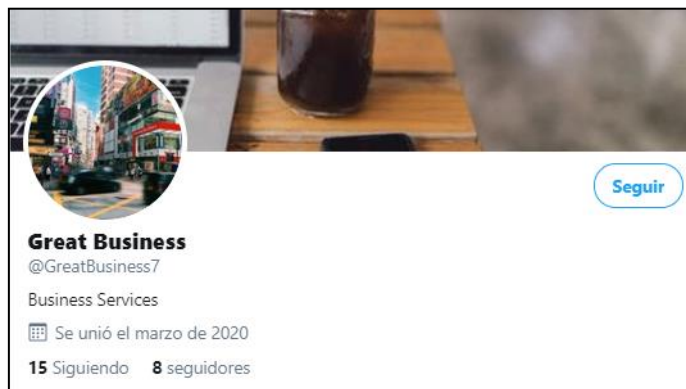 Seguir
Great Business
@GreatBusiness7
Business Services
Se unió el marzo de 2020
15 Siguiendo 8 seguidores